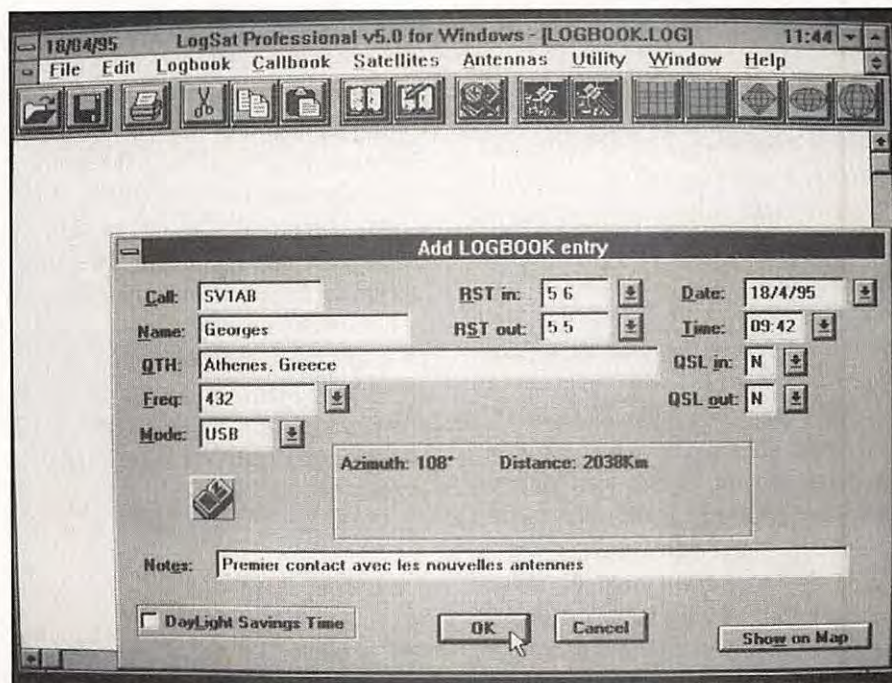 18/04/95 LogSat Professional v5.0 for Windows - [LOGBOOK.LOG] 11:44
File Edit Logbook Callbook Satellites Antennas Utility Window Help
Add LOGBOOK entry
Call: SV1AB RST in: 5 6 Date: 18/4/95
Name: Georges RST out: 5 5 Time: 09:42
QTH: Athenes, Greece QSL in: N
Freq: 432 QSL out: N
Mode: USB
Azimuth: 108° Distance: 2038Km
Notes: Premier contact avec les nouvelles antennes
DayLight Savings Time OK Cancel Show on Map